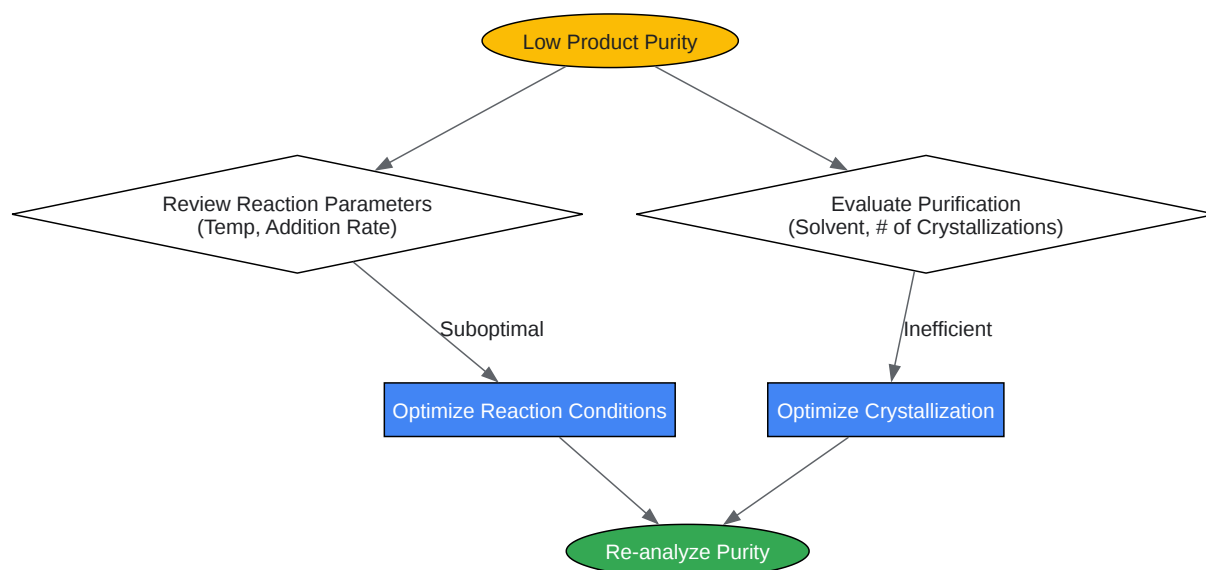 Low Product Purity
Review Reaction Parameters
(Temp, Addition Rate)
Evaluate Purification
(Solvent, # of Crystallizations)
Suboptimal
Inefficient
Optimize Reaction Conditions
Optimize Crystallization
Re-analyze Purity